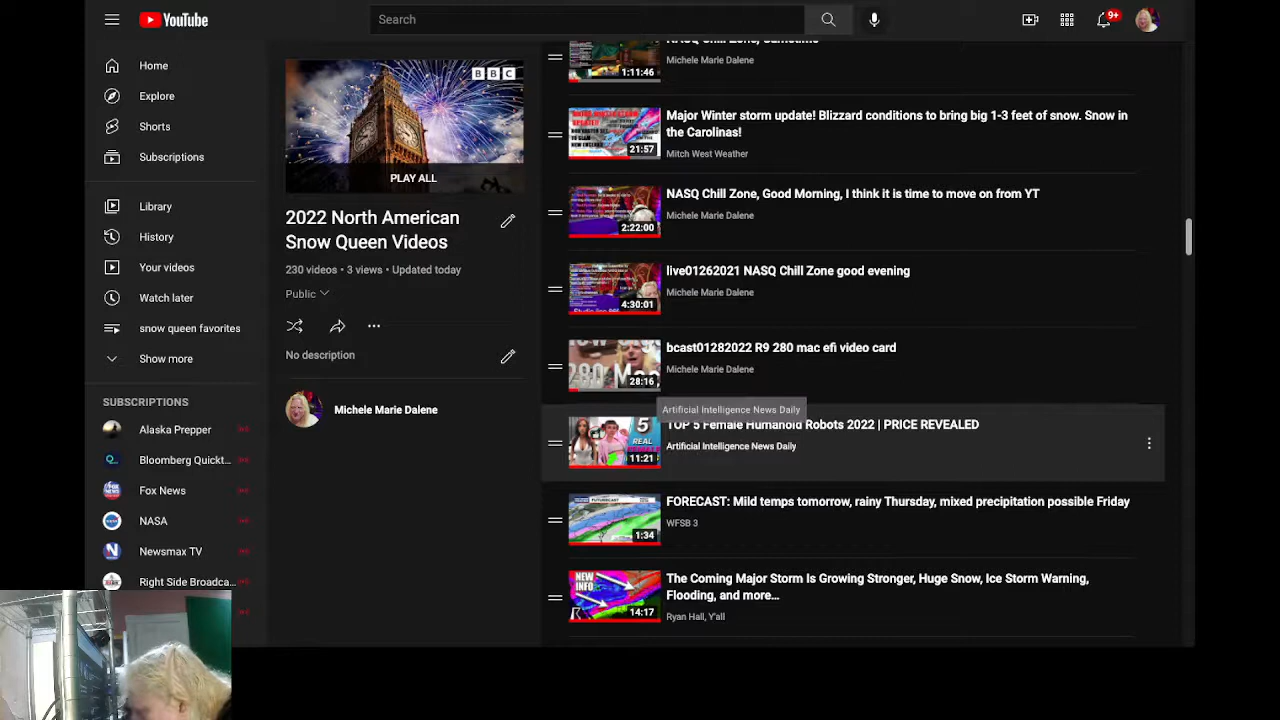 YouTube
Search
9+
Home
Explore
Shorts
Subscriptions
Library
History
Your videos
Watch later
snow queen favorites
Show more
SUBSCRIPTIONS
Alaska Prepper
Bloomberg Quickt...
Fox News
NASA
Newsmax TV
Right Side Broadca...
BBC
PLAY ALL
2022 North American
Snow Queen Videos
230 videos • 3 views • Updated today
Public
No description
Michele Marie Dalene
1:11:46
Michele Marie Dalene
Major Winter storm update! Blizzard conditions to bring big 1-3 feat of snow. Snow in
the Carolinas!
21:57
Mitch West Weather
NASQ Chill Zone, Good Morning, I think it is time to move on from YT
2:22:00
Michele Marie Dalene
live01262021 NASQ Chill Zone good evening
4:30:01
Michele Marie Dalene
bcast01282022 R9 280 mac efi video card
28:16
Michele Marie Dalene
Artificial Intelligence News Daily
TOP 5 Female Humanoid Robots 2022 | PRICE REVEALED
5
REAL
11:21
Artificial Intelligence News Daily
FORECAST: Mild temps tomorrow, rainy Thursday, mixed precipitation possible Friday
1:34
WFSB 3
The Coming Major Storm is Growing Stronger, Huge Snow, Ice Storm Warning,
Flooding, and more...
NEW
INFO
14:17
Ryan Hall, Y'all